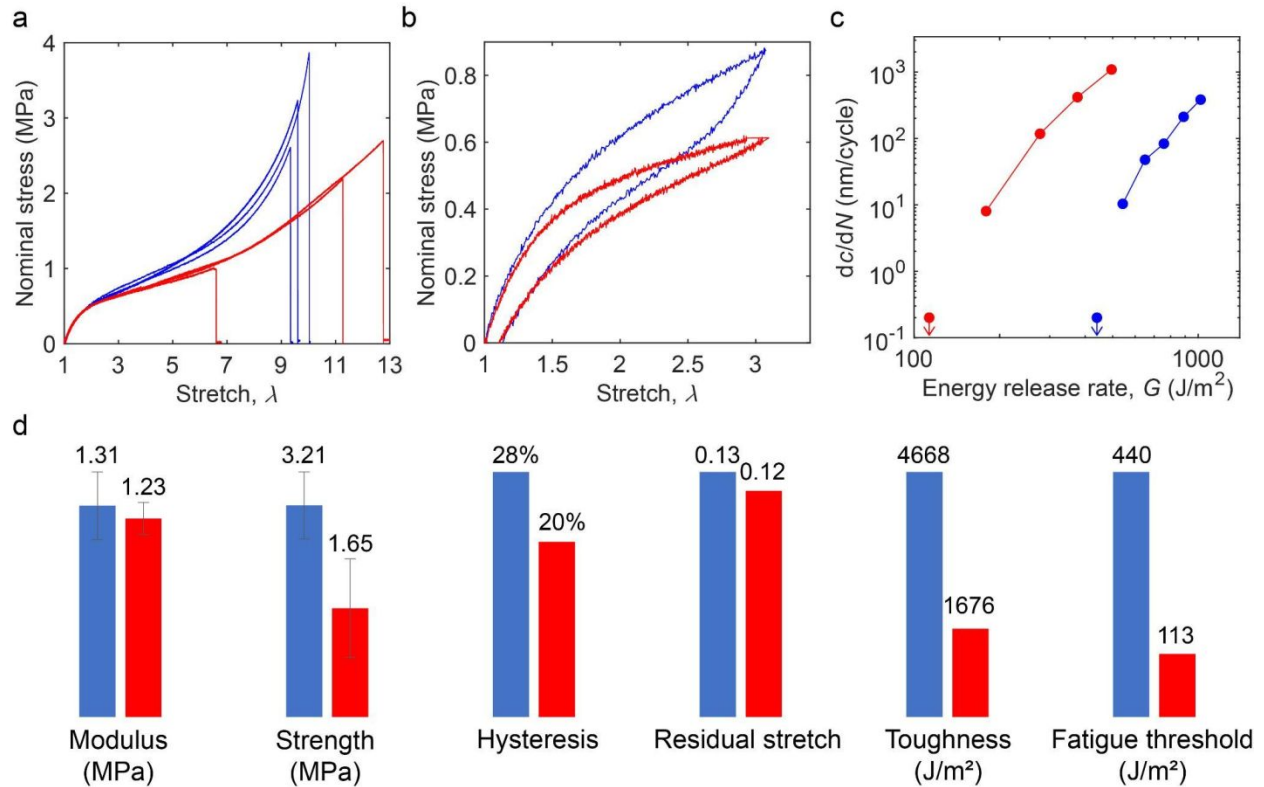 a
4
3
2
1
0
Nominal stress (MPa)
1 3 5 7 9 11 13
Stretch, λ
b
0.8
0.6
0.4
0.2
0
Nominal stress (MPa)
1 1.5 2 2.5 3
Stretch, λ
c
10³
10²
10¹
10⁰
10⁻¹
dc/dN (nm/cycle)
100 1000
Energy release rate, G (J/m²)
d
1.31
1.23
Modulus
(MPa)
3.21
1.65
Strength
(MPa)
28%
20%
Hysteresis
0.13
0.12
Residual stretch
4668
1676
Toughness
(J/m²)
440
113
Fatigue threshold
(J/m²)